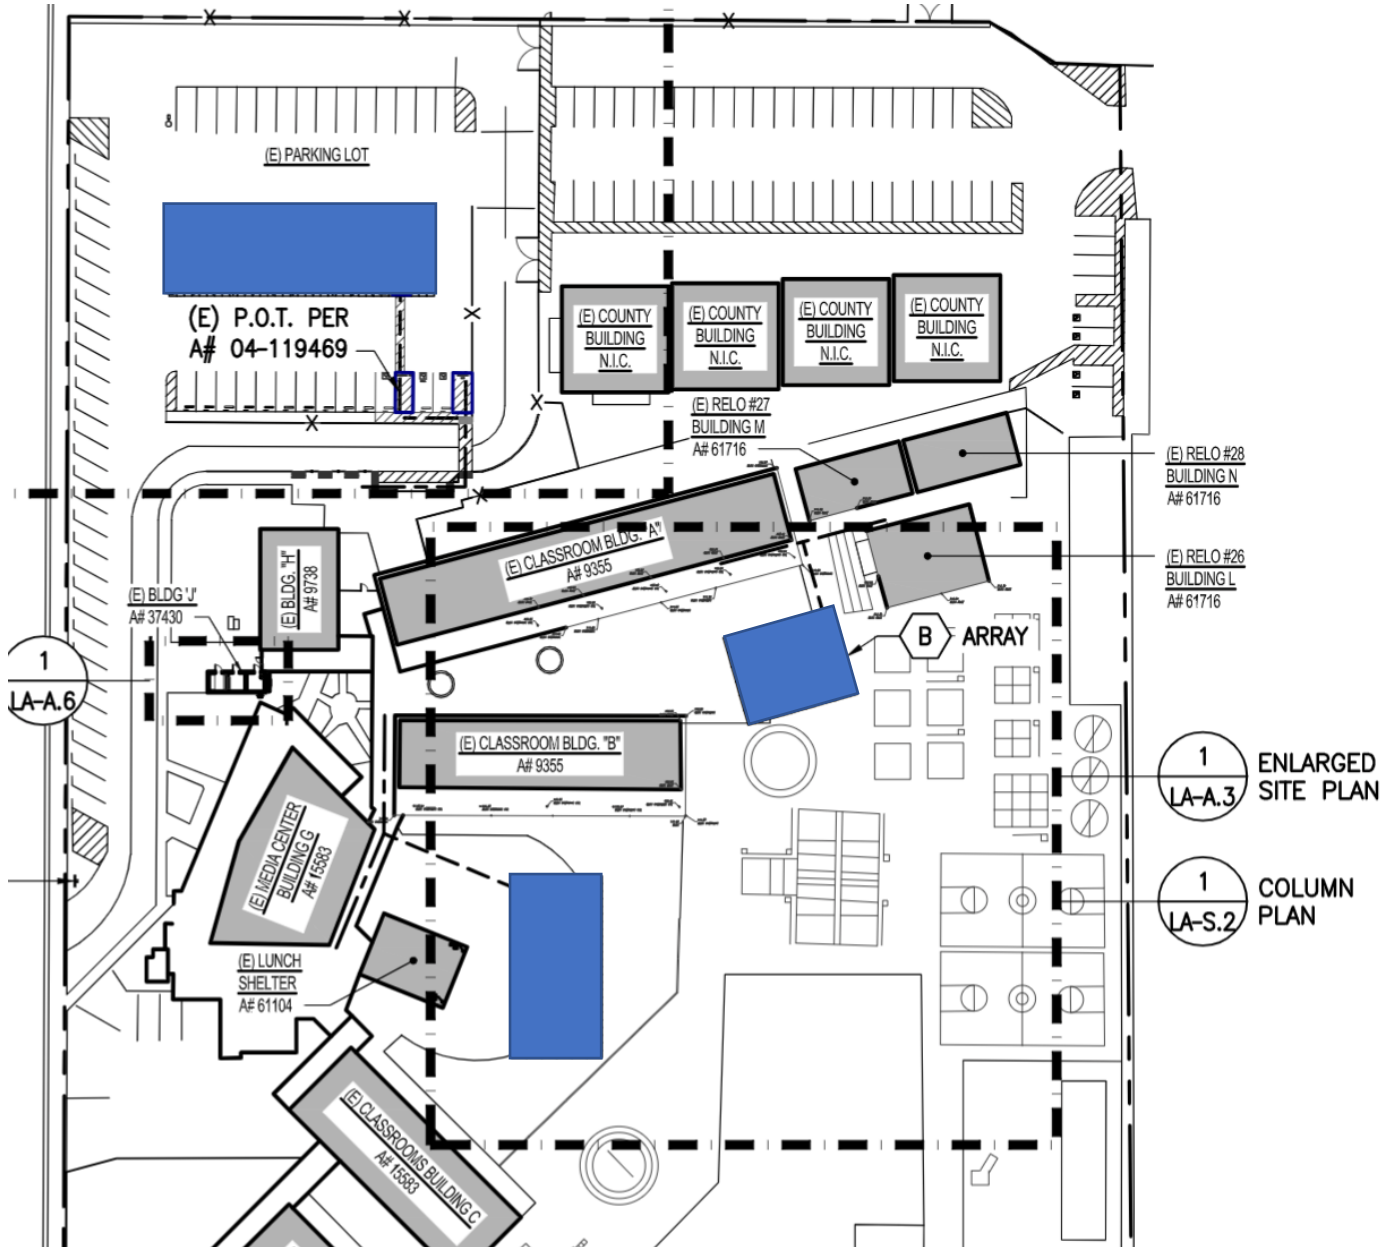 (E) PARKING LOT
(E) P.O.T. PER
A# 04-119469
(E) COUNTY
BUILDING
N.I.C.
(E) COUNTY
BUILDING
N.I.C.
(E) COUNTY
BUILDING
N.I.C.
(E) COUNTY
BUILDING
N.I.C.
(E) RELO #27
BUILDING M
A# 61716
(E) RELO #28
BUILDING N
A# 61716
(E) CLASSROOM BLDG. "A"
A# 9355
(E) RELO #26
BUILDING L
A# 61716
(E) BLDG. "H"
A# 9738
(E) BLDG 'J'
A# 37430
B ARRAY
1
LA-A.6
(E) CLASSROOM BLDG. "B"
A# 9355
1
LA-A.3
ENLARGED
SITE PLAN
(E) MEDIA CENTER
BUILDING G
A# 15583
1
LA-S.2
COLUMN
PLAN
(E) LUNCH
SHELTER
A# 61104
(E) CLASSROOMS BUILDING C
A# 15583